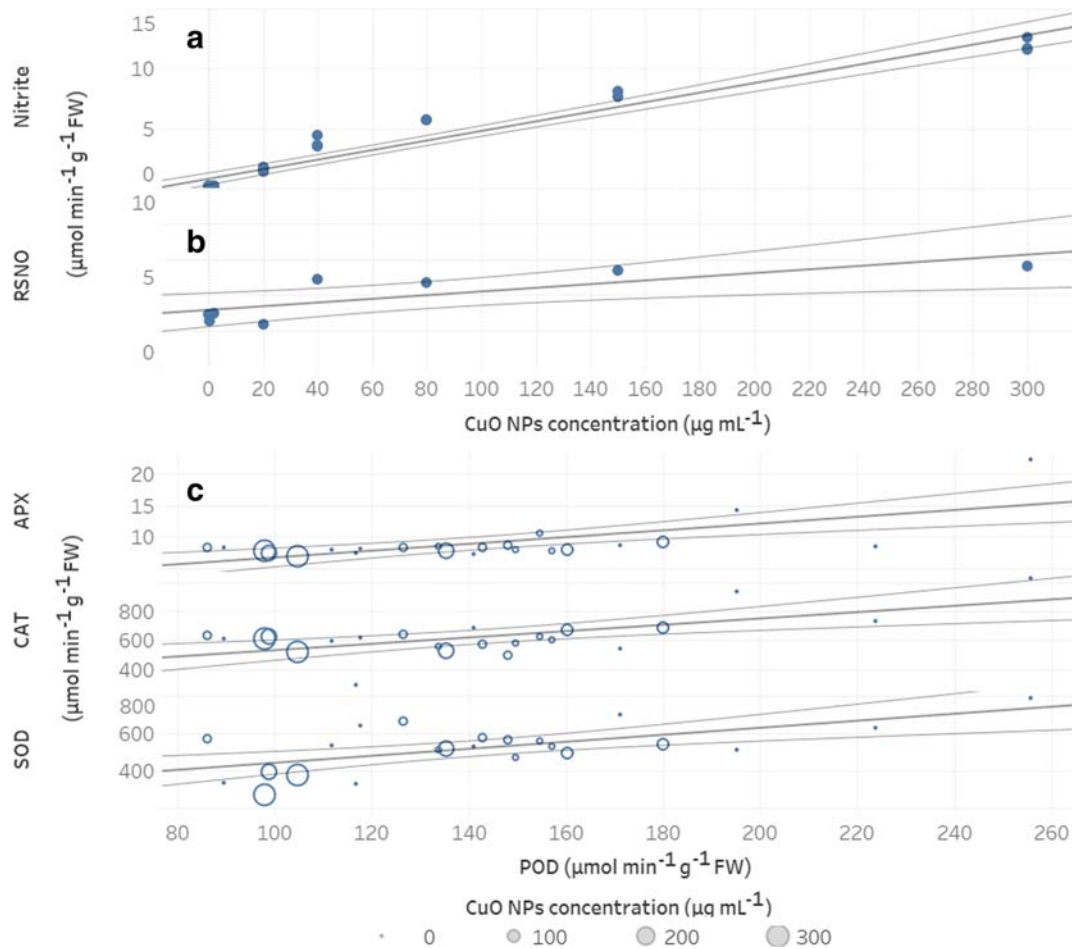 a
Nitrite
15
10
5
0
(μmol min⁻¹ g⁻¹ FW)
b
RSNO
10
5
0
0 20 40 60 80 100 120 140 160 180 200 220 240 260 280 300
CuO NPs concentration (μg mL⁻¹)
c
APX
20
15
10
CAT
800
600
400
(μmol min⁻¹ g⁻¹ FW)
SOD
800
600
400
80 100 120 140 160 180 200 220 240 260
POD (μmol min⁻¹ g⁻¹ FW)
CuO NPs concentration (μg mL⁻¹)
0 100 200 300